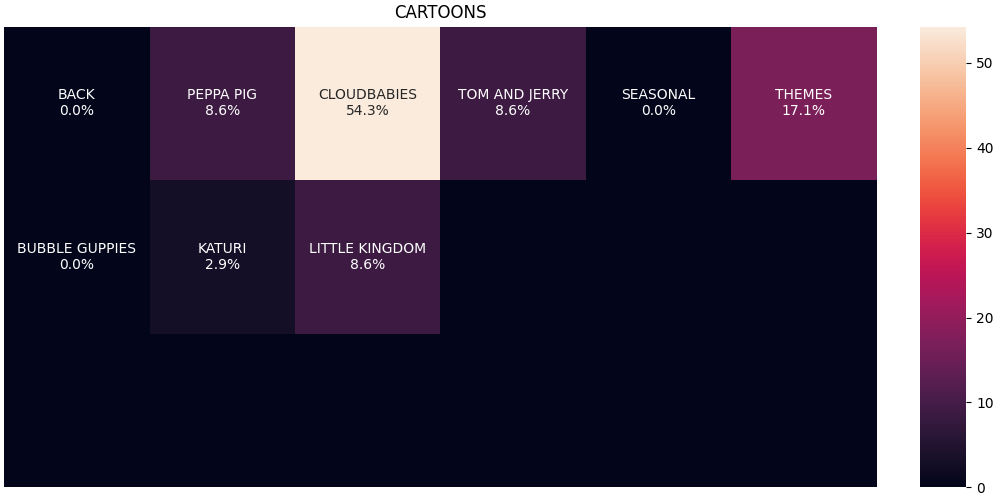 CARTOONS
BACK
0.0%
PEPPA PIG
8.6%
CLOUDBABIES
54.3%
TOM AND JERRY
8.6%
SEASONAL
0.0%
THEMES
17.1%
BUBBLE GUPPIES
0.0%
KATURI
2.9%
LITTLE KINGDOM
8.6%
50
40
30
20
10
0